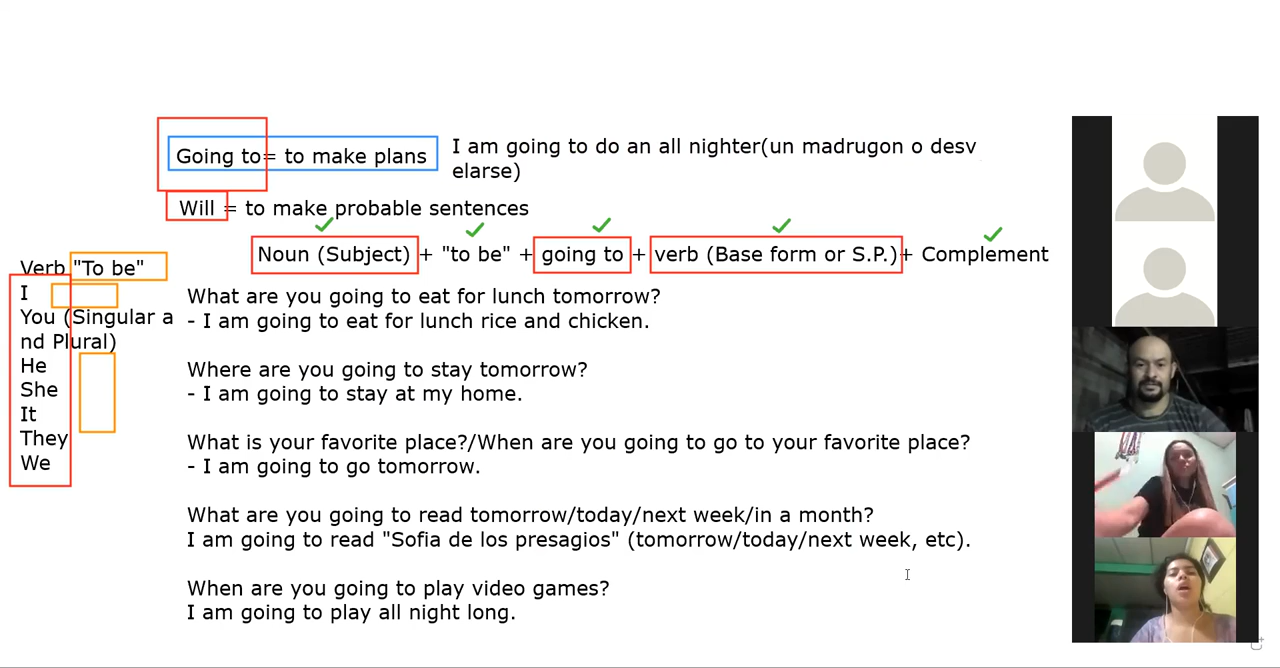 Going to= to make plans
I am going to do an all nighter(un madrugon o desv
elarse)
Will = to make probable sentences
Noun (Subject) + "to be" + going to + verb (Base form or S.P.)+ Complement
Verb "To be"
I
You (Singular a
nd Plural)
He
She
It
They
We
What are you going to eat for lunch tomorrow?
- I am going to eat for lunch rice and chicken.
Where are you going to stay tomorrow?
- I am going to stay at my home.
What is your favorite place?/When are you going to go to your favorite place?
- I am going to go tomorrow.
What are you going to read tomorrow/today/next week/in a month?
I am going to read "Sofia de los presagios" (tomorrow/today/next week, etc).
When are you going to play video games?
I am going to play all night long.